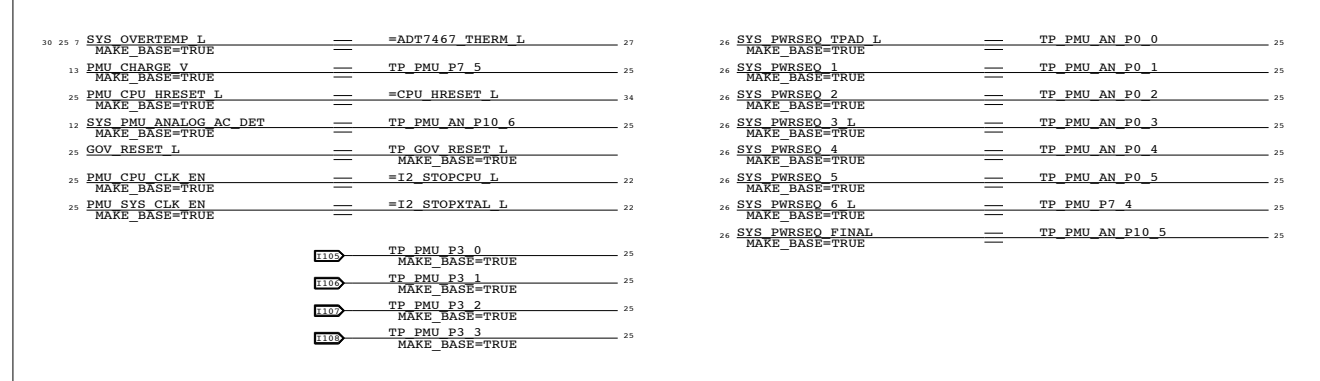 30 25 7 SYS_OVERTEMP_L =ADT7467_THERM_L 27
MAKE_BASE=TRUE
13 PMU_CHARGE_V TP_PMU_P7_5 25
MAKE_BASE=TRUE
25 PMU_CPU_HRESET_L =CPU_HRESET_L 34
MAKE_BASE=TRUE
12 SYS_PMU_ANALOG_AC_DET TP_PMU_AN_P10_6 25
MAKE_BASE=TRUE
25 GOV_RESET_L TP_GOV_RESET_L
MAKE_BASE=TRUE
25 PMU_CPU_CLK_EN =I2_STOPCPU_L 22
MAKE_BASE=TRUE
25 PMU_SYS_CLK_EN =I2_STOPXTAL_L 22
MAKE_BASE=TRUE
I105 TP_PMU_P3_0 25
MAKE_BASE=TRUE
I106 TP_PMU_P3_1 25
MAKE_BASE=TRUE
I107 TP_PMU_P3_2 25
MAKE_BASE=TRUE
I108 TP_PMU_P3_3 25
MAKE_BASE=TRUE
26 SYS_PWRSEQ_TPAD_L TP_PMU_AN_P0_0 25
MAKE_BASE=TRUE
26 SYS_PWRSEQ_1 TP_PMU_AN_P0_1 25
MAKE_BASE=TRUE
26 SYS_PWRSEQ_2 TP_PMU_AN_P0_2 25
MAKE_BASE=TRUE
26 SYS_PWRSEQ_3_L TP_PMU_AN_P0_3 25
MAKE_BASE=TRUE
26 SYS_PWRSEQ_4 TP_PMU_AN_P0_4 25
MAKE_BASE=TRUE
26 SYS_PWRSEQ_5 TP_PMU_AN_P0_5 25
MAKE_BASE=TRUE
26 SYS_PWRSEQ_6_L TP_PMU_P7_4 25
MAKE_BASE=TRUE
26 SYS_PWRSEQ_FINAL TP_PMU_AN_P10_5 25
MAKE_BASE=TRUE